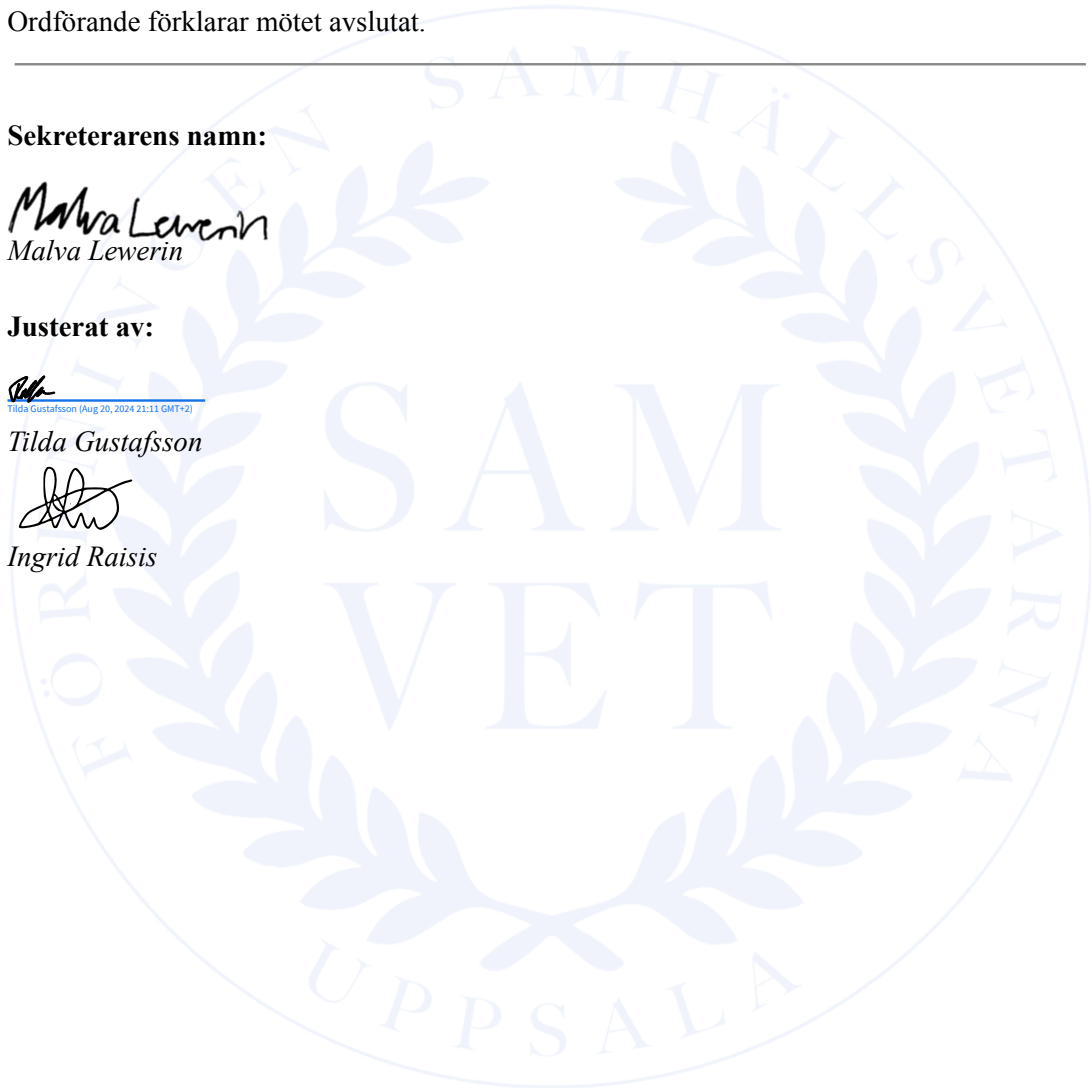 Ordförande förklarar mötet avslutat.
Sekreterarens namn:
Malva Lewerin
Malva Lewerin
Justerat av:
Tilda Gustafsson (Aug 20, 2024 21:11 GMT+2)
Tilda Gustafsson
Ingrid Raisis
FÖRENINGEN SAMHÄLLSVETARNA
SAM
VET
UPPSALA